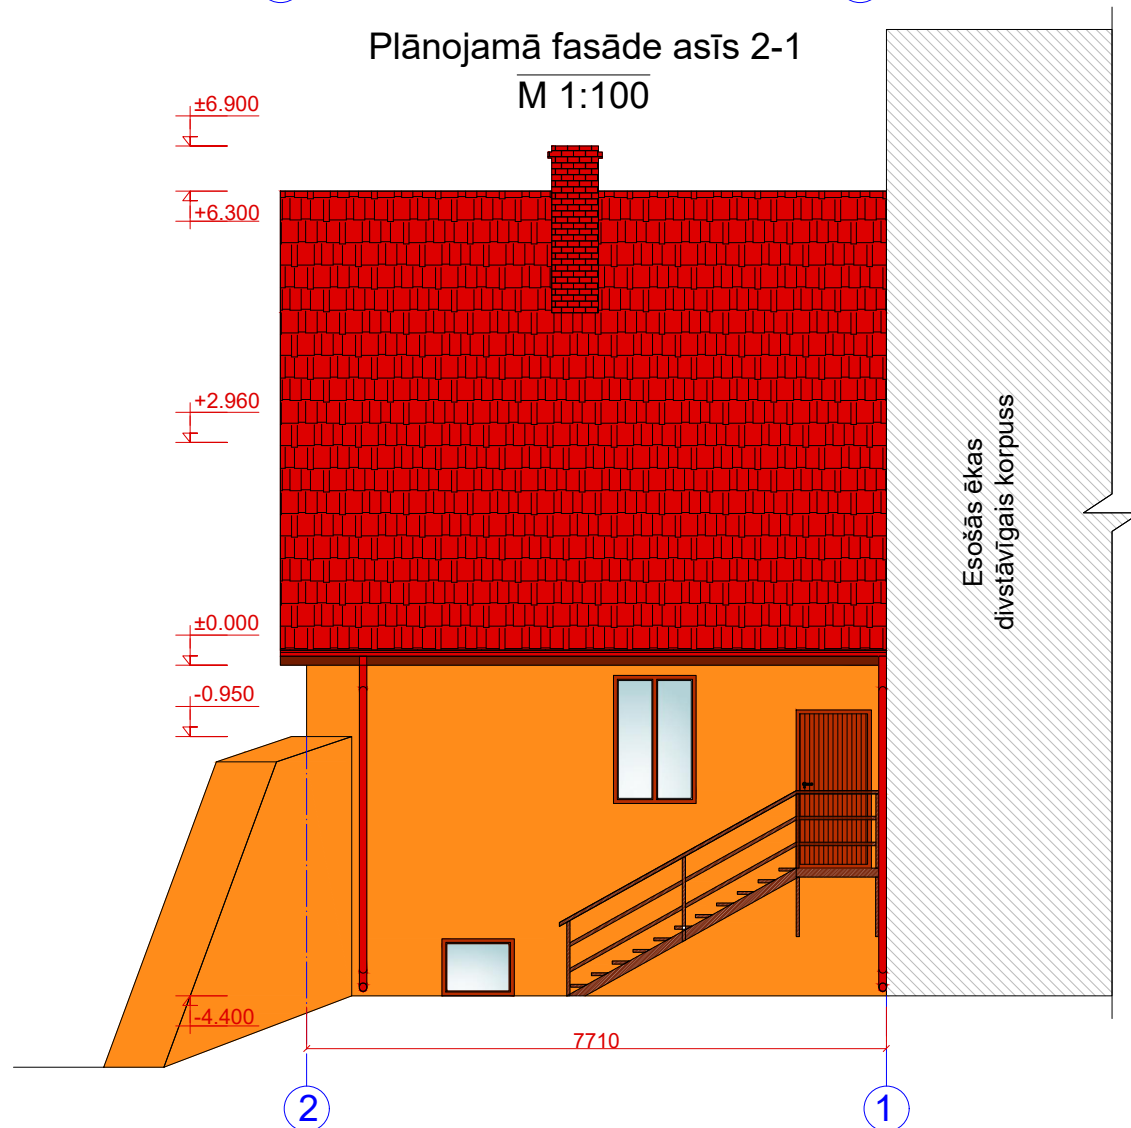 Plānojamā fasāde asīs 2-1
M 1:100
±6.900
+6.300
+2.960
±0.000
-0.950
-4.400
Esošās ēkas
divstāvīgais korpuss
7710
2
1